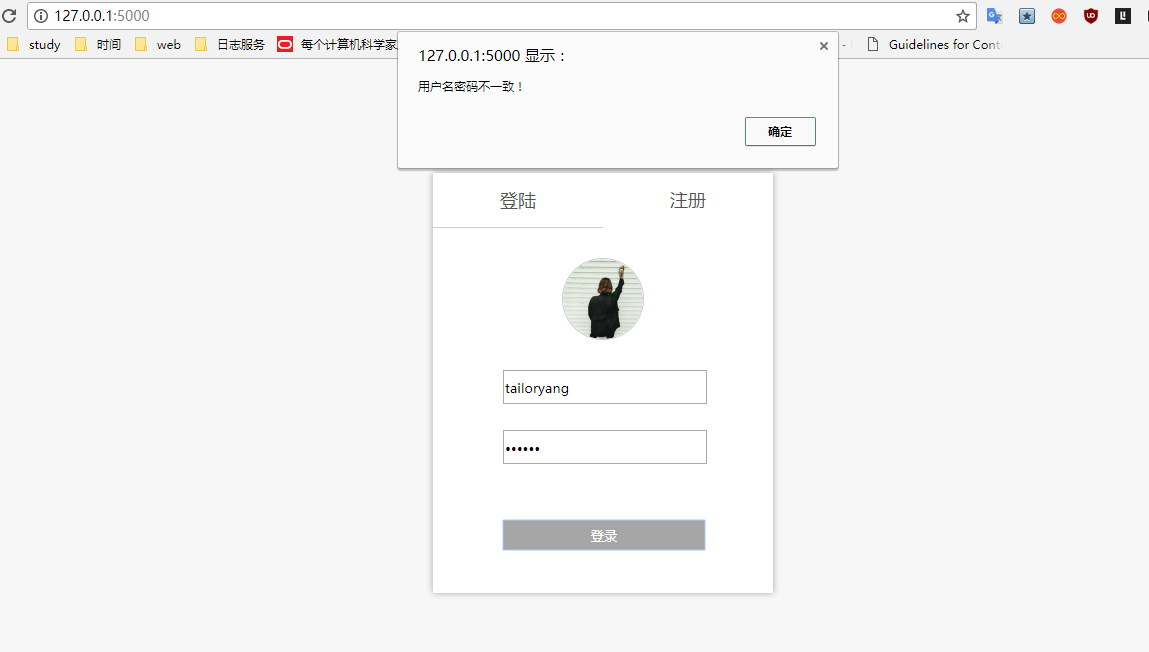 127.0.0.1:5000
study
时间
web
日志服务
每个计算机科学家
Guidelines for Cont
127.0.0.1:5000 显示：
用户名密码不一致！
确定
登陆
注册
tailoryang
••••••
登录